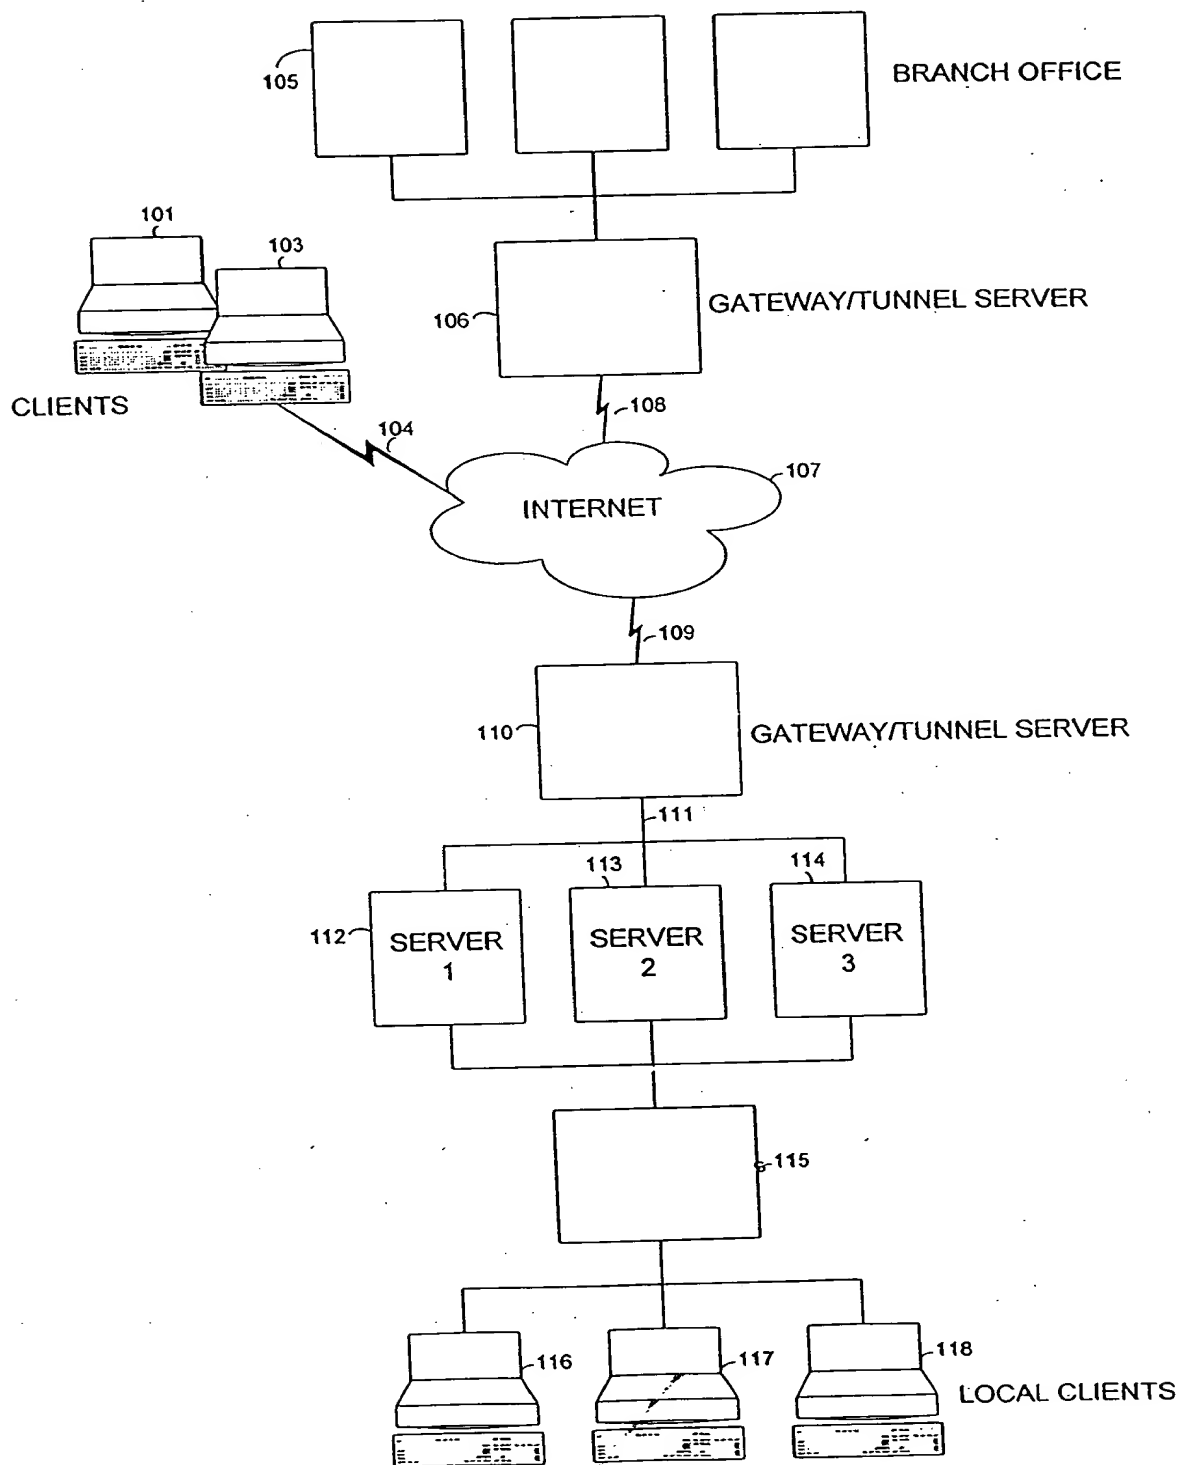 105
BRANCH OFFICE
101
103
106
GATEWAY/TUNNEL SERVER
CLIENTS
104
108
107
INTERNET
109
110
GATEWAY/TUNNEL SERVER
111
113
114
112
SERVER
1
SERVER
2
SERVER
3
115
116
117
118
LOCAL CLIENTS